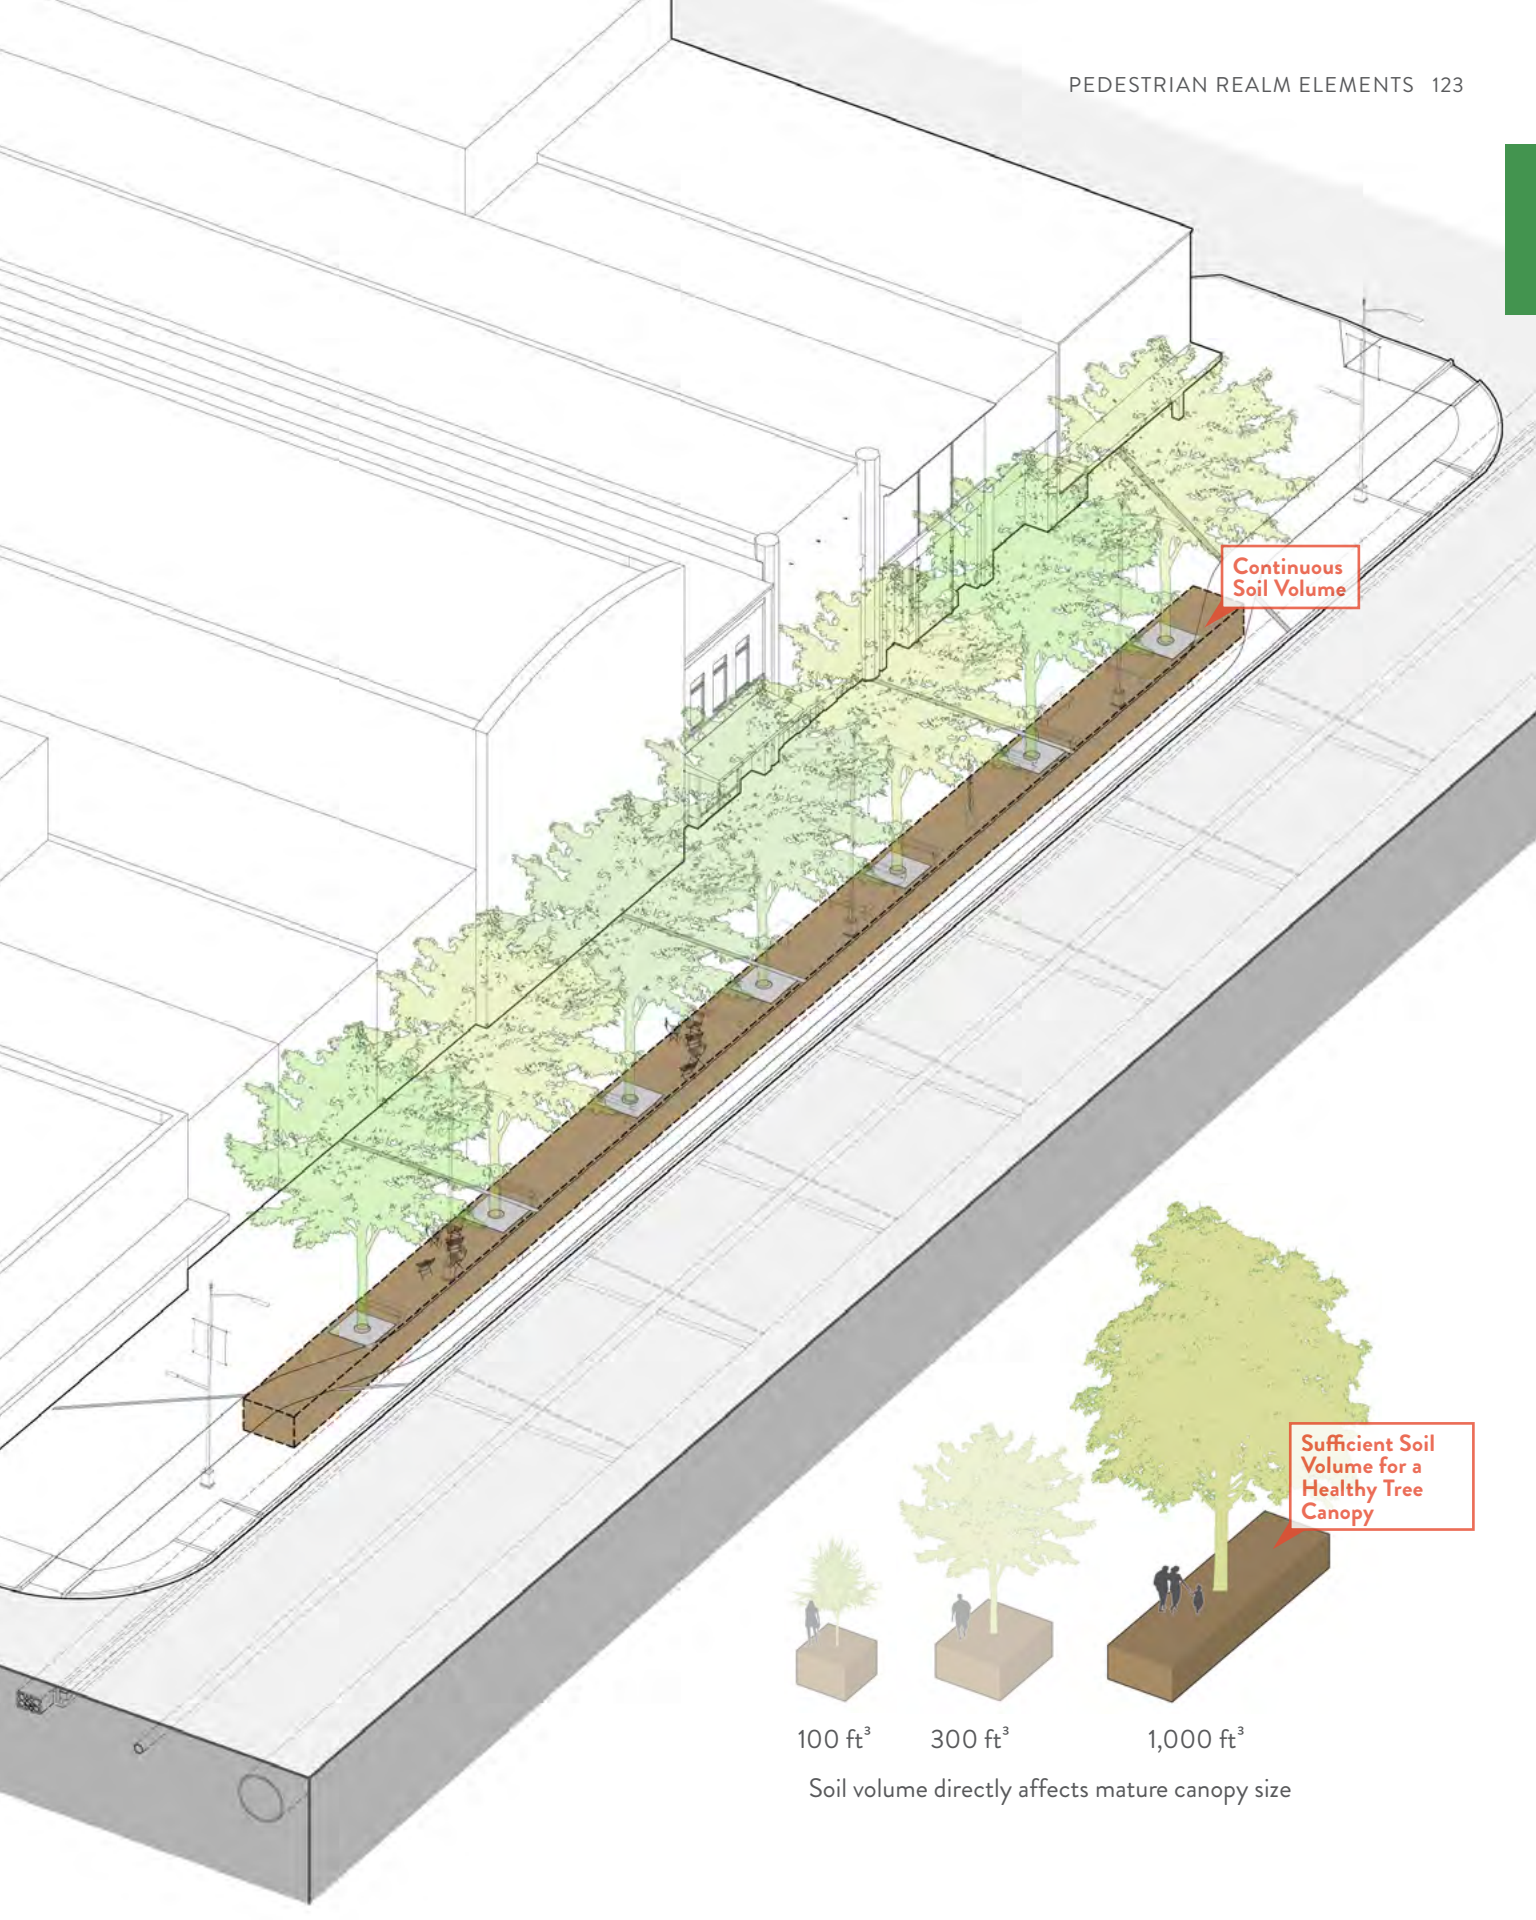 PEDESTRIAN REALM ELEMENTS 123
Continuous
Soil Volume
Sufficient Soil
Volume for a
Healthy Tree
Canopy
100 ft³
300 ft³
1,000 ft³
Soil volume directly affects mature canopy size